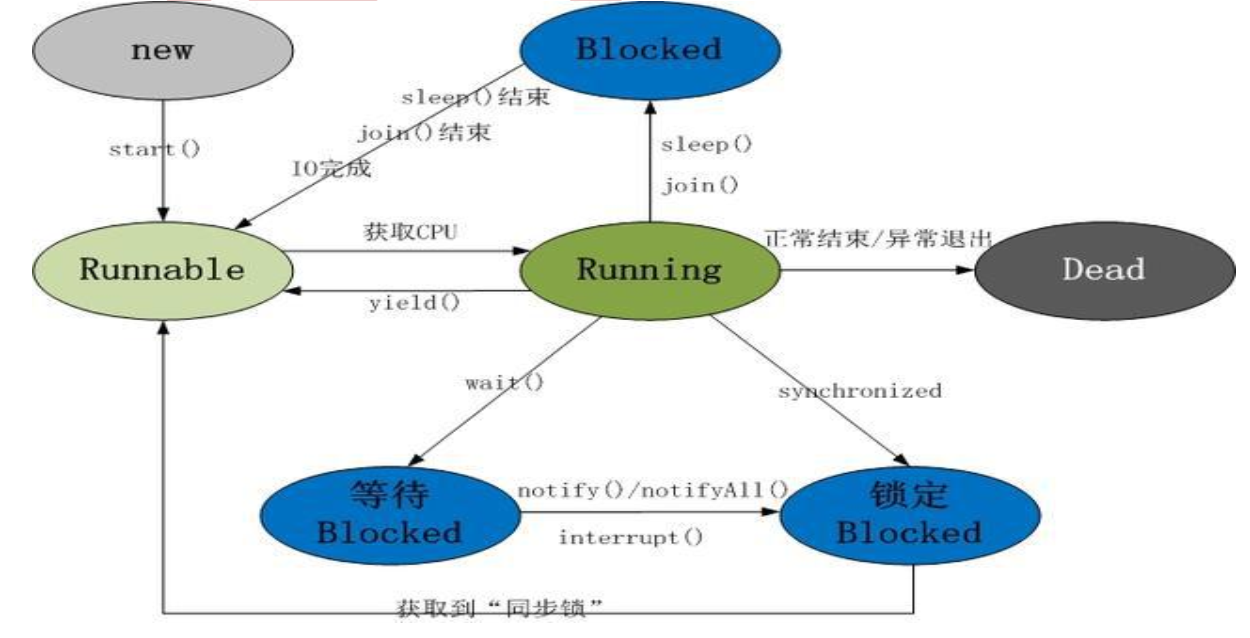 new
Blocked
sleep()结束
join()结束
IO完成
start()
sleep()
join()
获取CPU
正常结束/异常退出
Runnable
Running
Dead
yield()
wait()
synchronized
等待
Blocked
notify()/notifyAll()
interrupt()
锁定
Blocked
获取到“同步锁”